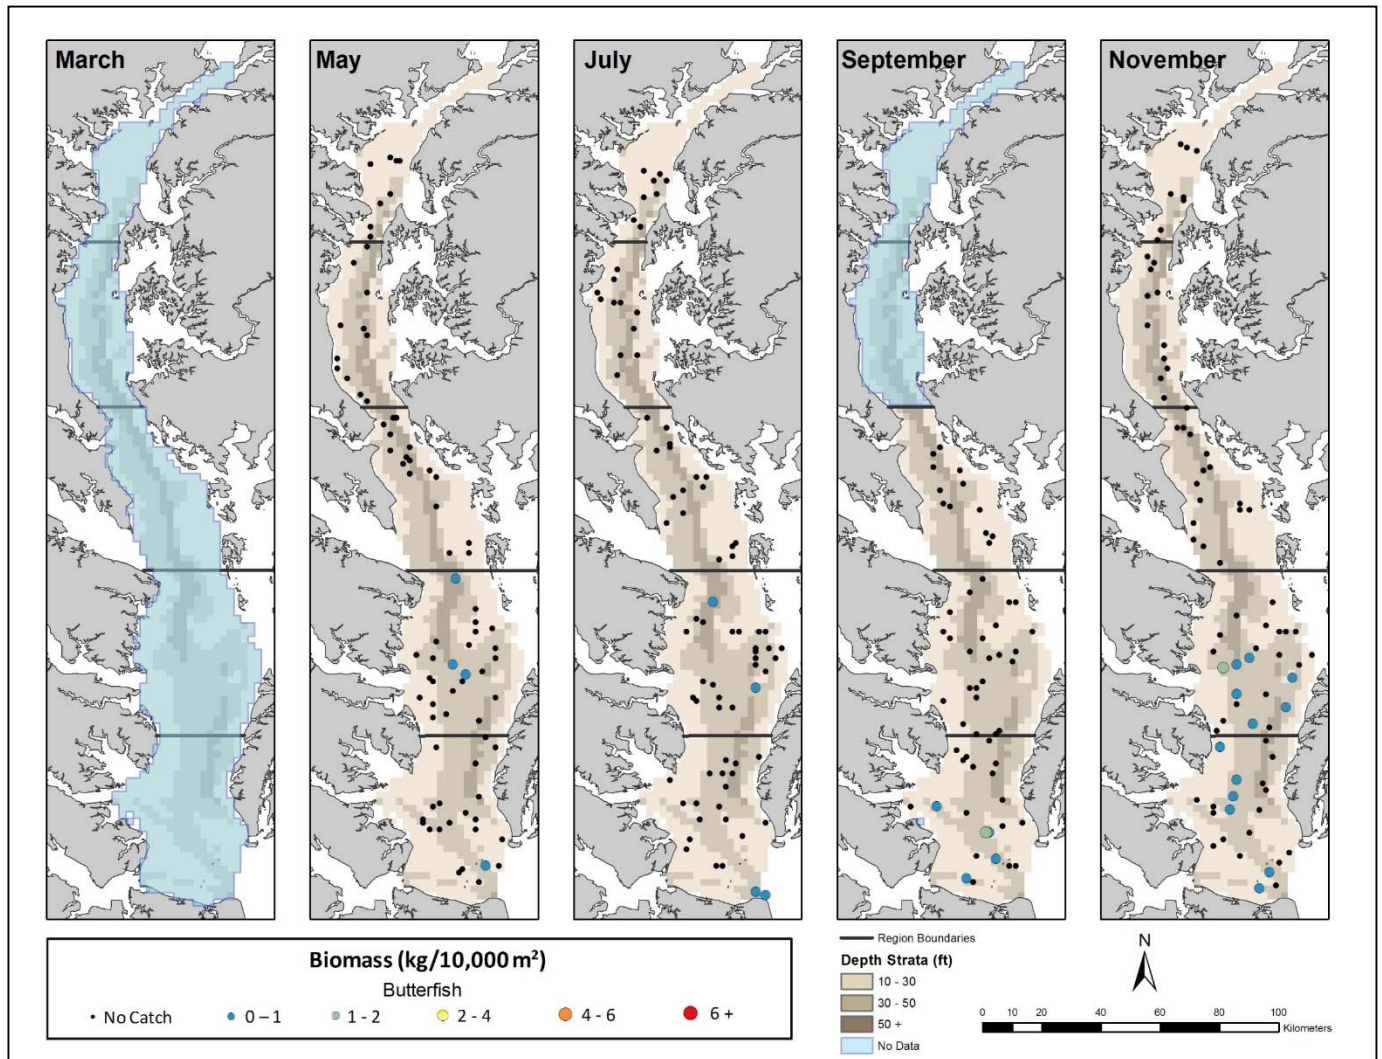 March
May
July
September
November
Biomass (kg/10,000 m²)
Butterfish
No Catch
0 – 1
1 - 2
2 - 4
4 - 6
6 +
Region Boundaries
Depth Strata (ft)
10 - 30
30 - 50
50 +
No Data
N
0 10 20 40 60 80 100
Kilometers